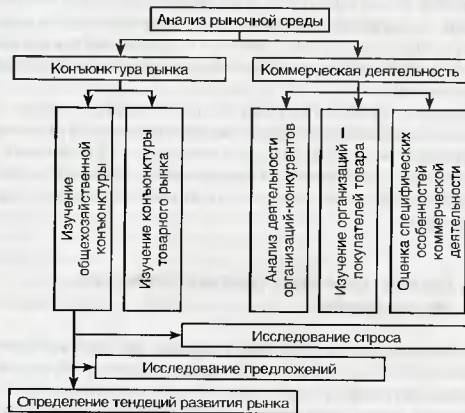 Анализ рыночной среды
Конъюнктура рынка
Коммерческая деятельность
Изучение
общехозяйственной
конъюнктуры
Изучение конъюнктуры
товарного рынка
Анализ деятельности
организаций-конкурентов
Изучение организаций —
покупателей товара
Оценка специфических
особенностей
коммерческой
деятельности
Исследование спроса
Исследование предложений
Определение тендеций развития рынка